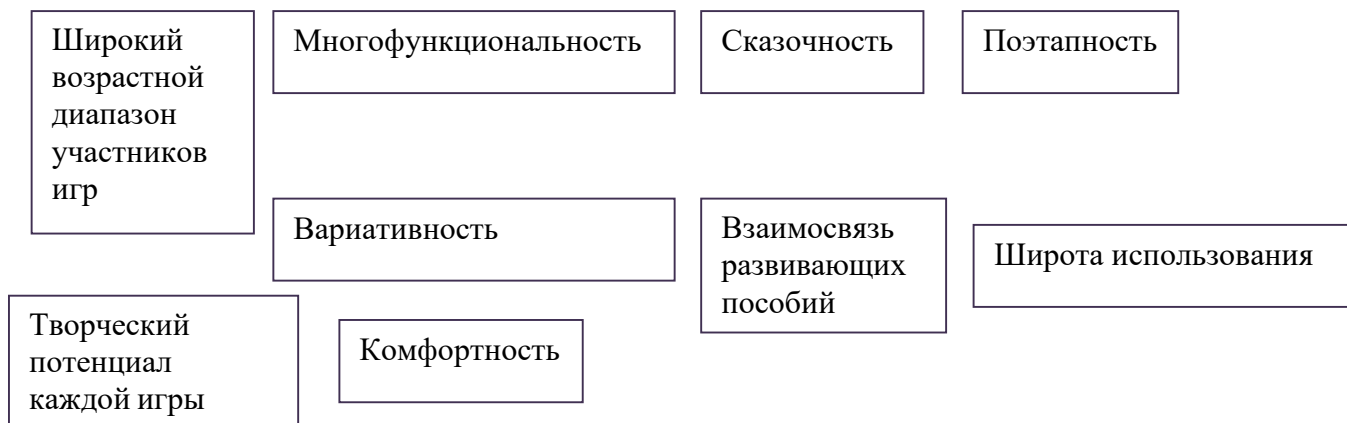 Широкий
возрастной
диапазон
участников
игр
Многофункциональность
Сказочность
Поэтапность
Вариативность
Взаимосвязь
развивающих
пособий
Широта использования
Творческий
потенциал
каждой игры
Комфортность